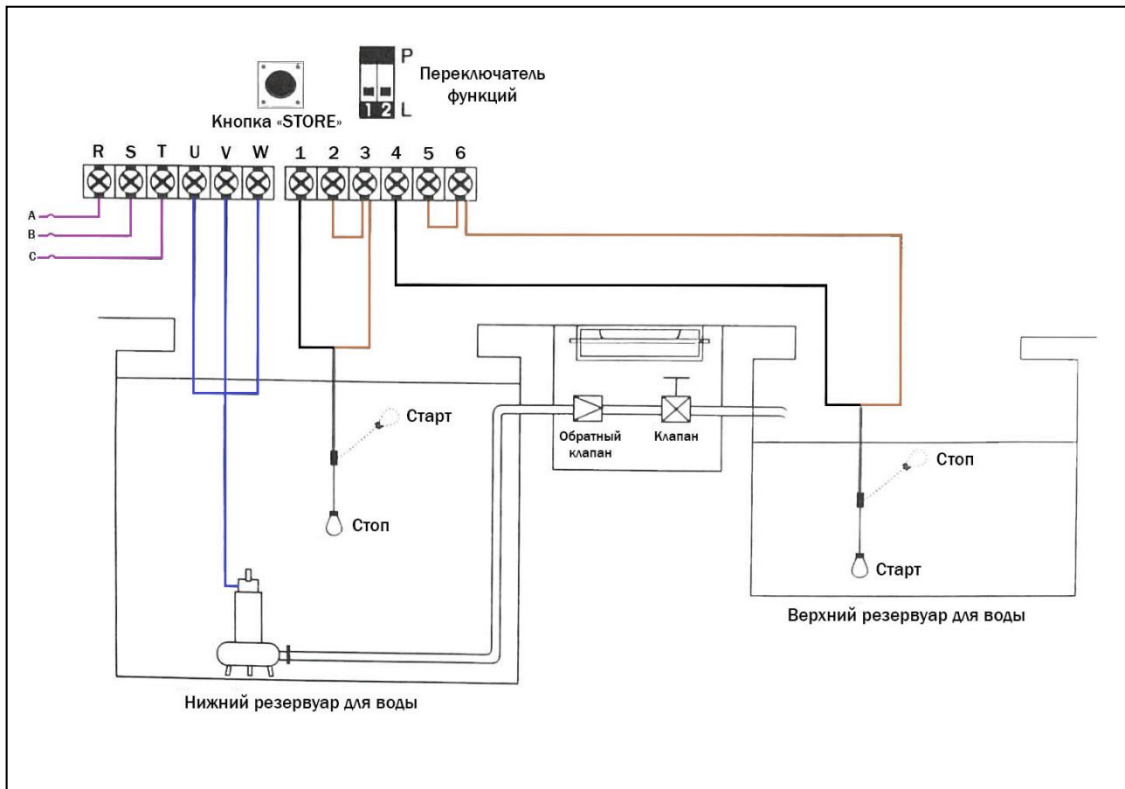 P
Переключатель
функций
1 2 L
Кнопка «STORE»
R S T U V W 1 2 3 4 5 6
A
B
C
Старт
Обратный
клапан
Клапан
Стоп
Стоп
Старт
Верхний резервуар для воды
Нижний резервуар для воды